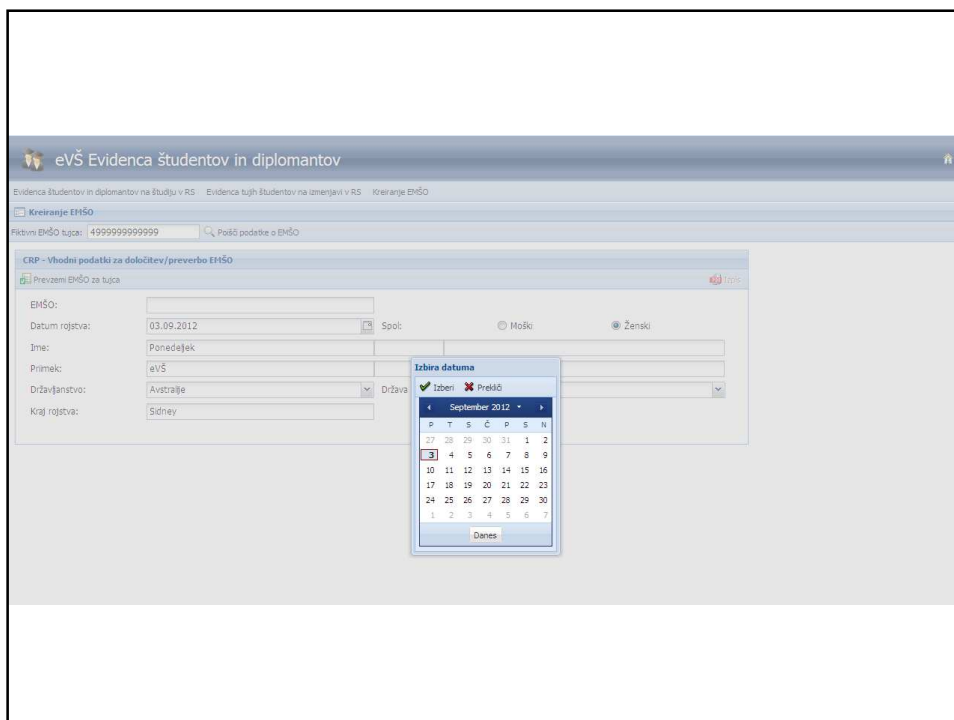 eVŠ Evidenca študentov in diplomantov
Evidenca študentov in diplomantov na študiju v RS Evidenca tujih študentov na izmenjavi v RS Kreiranje EMŠO
Kreiranje EMŠO
Fiktivni EMŠO tujca: 4999999999999 Poišči podatke o EMŠO
CRP - Vhodni podatki za določitev/preverbo EMŠO
Prevzemi EMŠO za tujca Izpis
EMŠO:
Datum rojstva: 03.09.2012 Spol: Moški Ženski
Ime: Ponedeljek
Priimek: eVŠ
Državljanstvo: Avstralije Država
Kraj rojstva: Sidney
Izbira datuma
Izberi Prekliči
September 2012
P T S Č P S N
27 28 29 30 31 1 2
3 4 5 6 7 8 9
10 11 12 13 14 15 16
17 18 19 20 21 22 23
24 25 26 27 28 29 30
1 2 3 4 5 6 7
Danes